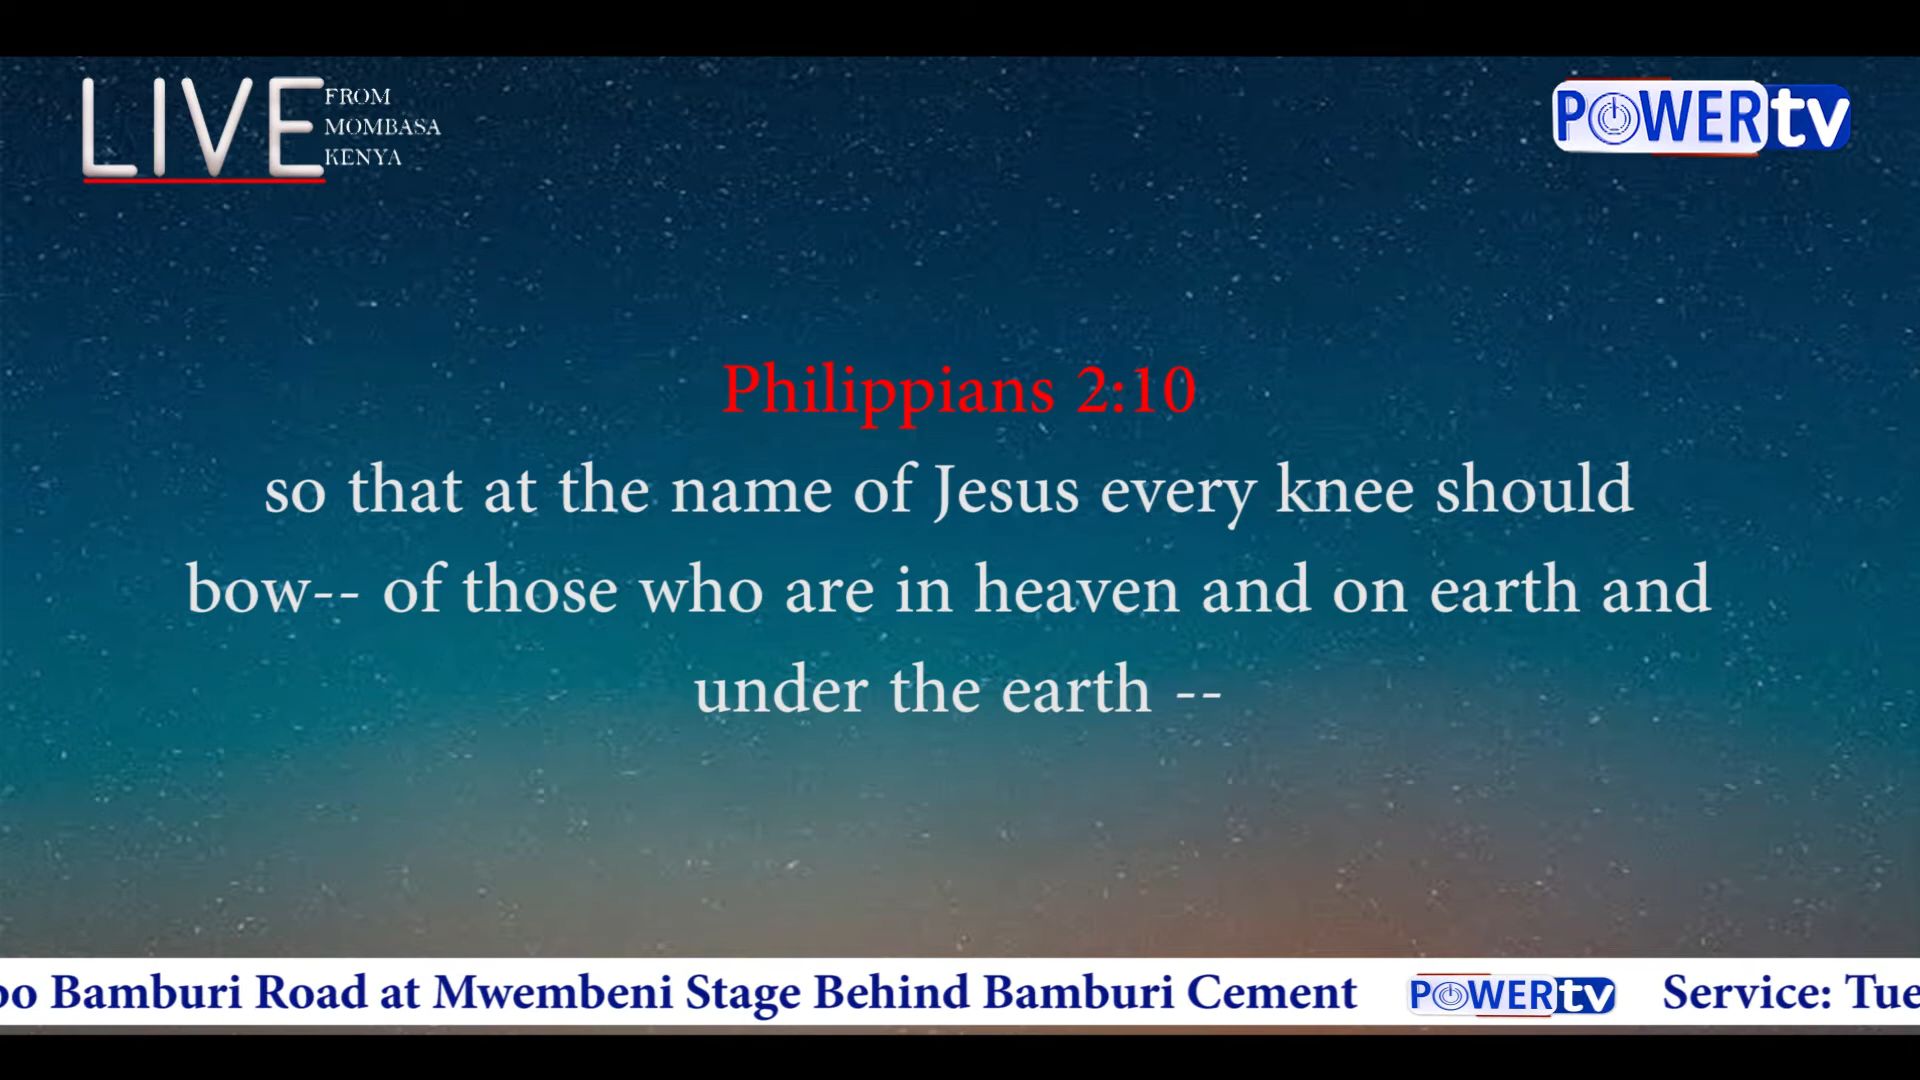 LIVE
FROM
MOMBASA
KENYA
POWERtv
Philippians 2:10
so that at the name of Jesus every knee should
bow-- of those who are in heaven and on earth and
under the earth --
Bamburi Road at Mwembeni Stage Behind Bamburi Cement POWERtv Service: